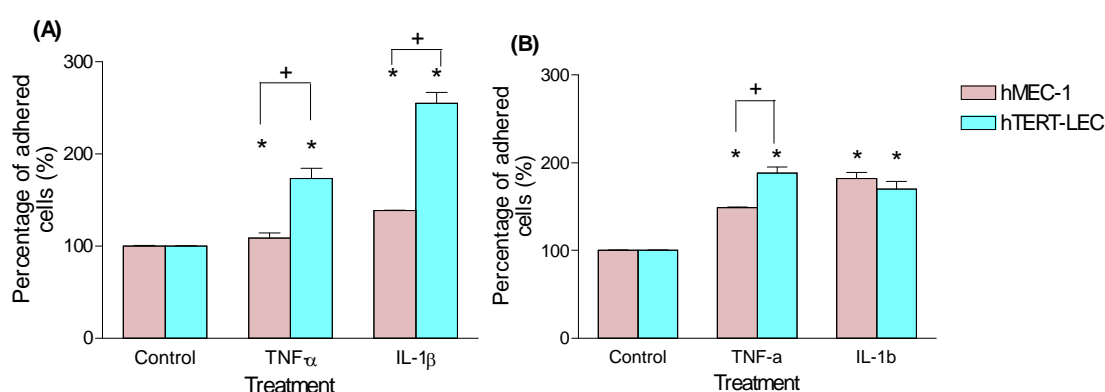 (A)
Percentage of adhered
cells (%)
300
200
100
0
+
* *
+
* *
Control TNFα IL-1β
Treatment
(B)
Percentage of adhered
cells (%)
300
200
100
0
+
* *
* *
Control TNF-a IL-1b
Treatment
hMEC-1
hTERT-LEC